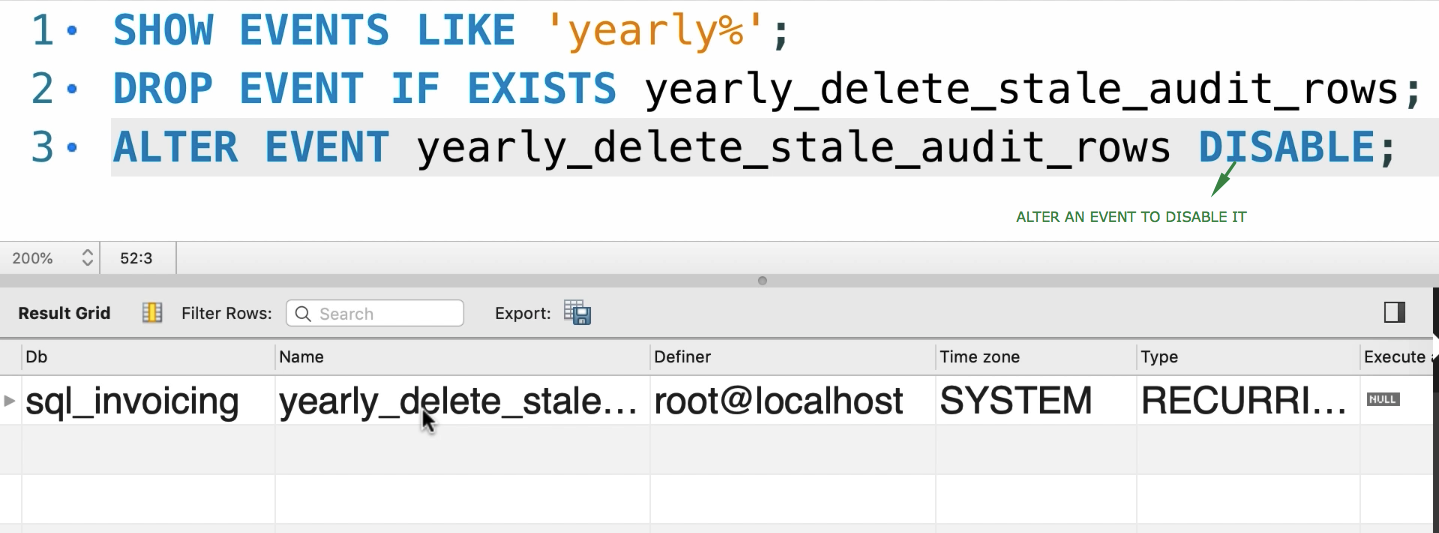 1 SHOW EVENTS LIKE 'yearly%';
2 DROP EVENT IF EXISTS yearly_delete_stale_audit_rows;
3 ALTER EVENT yearly_delete_stale_audit_rows DISABLE;
ALTER AN EVENT TO DISABLE IT
200% 52:3
Result Grid Filter Rows: Search Export:
Db Name Definer Time zone Type Execute
sql_invoicing yearly_delete_stale... root@localhost SYSTEM RECURRI... NULL